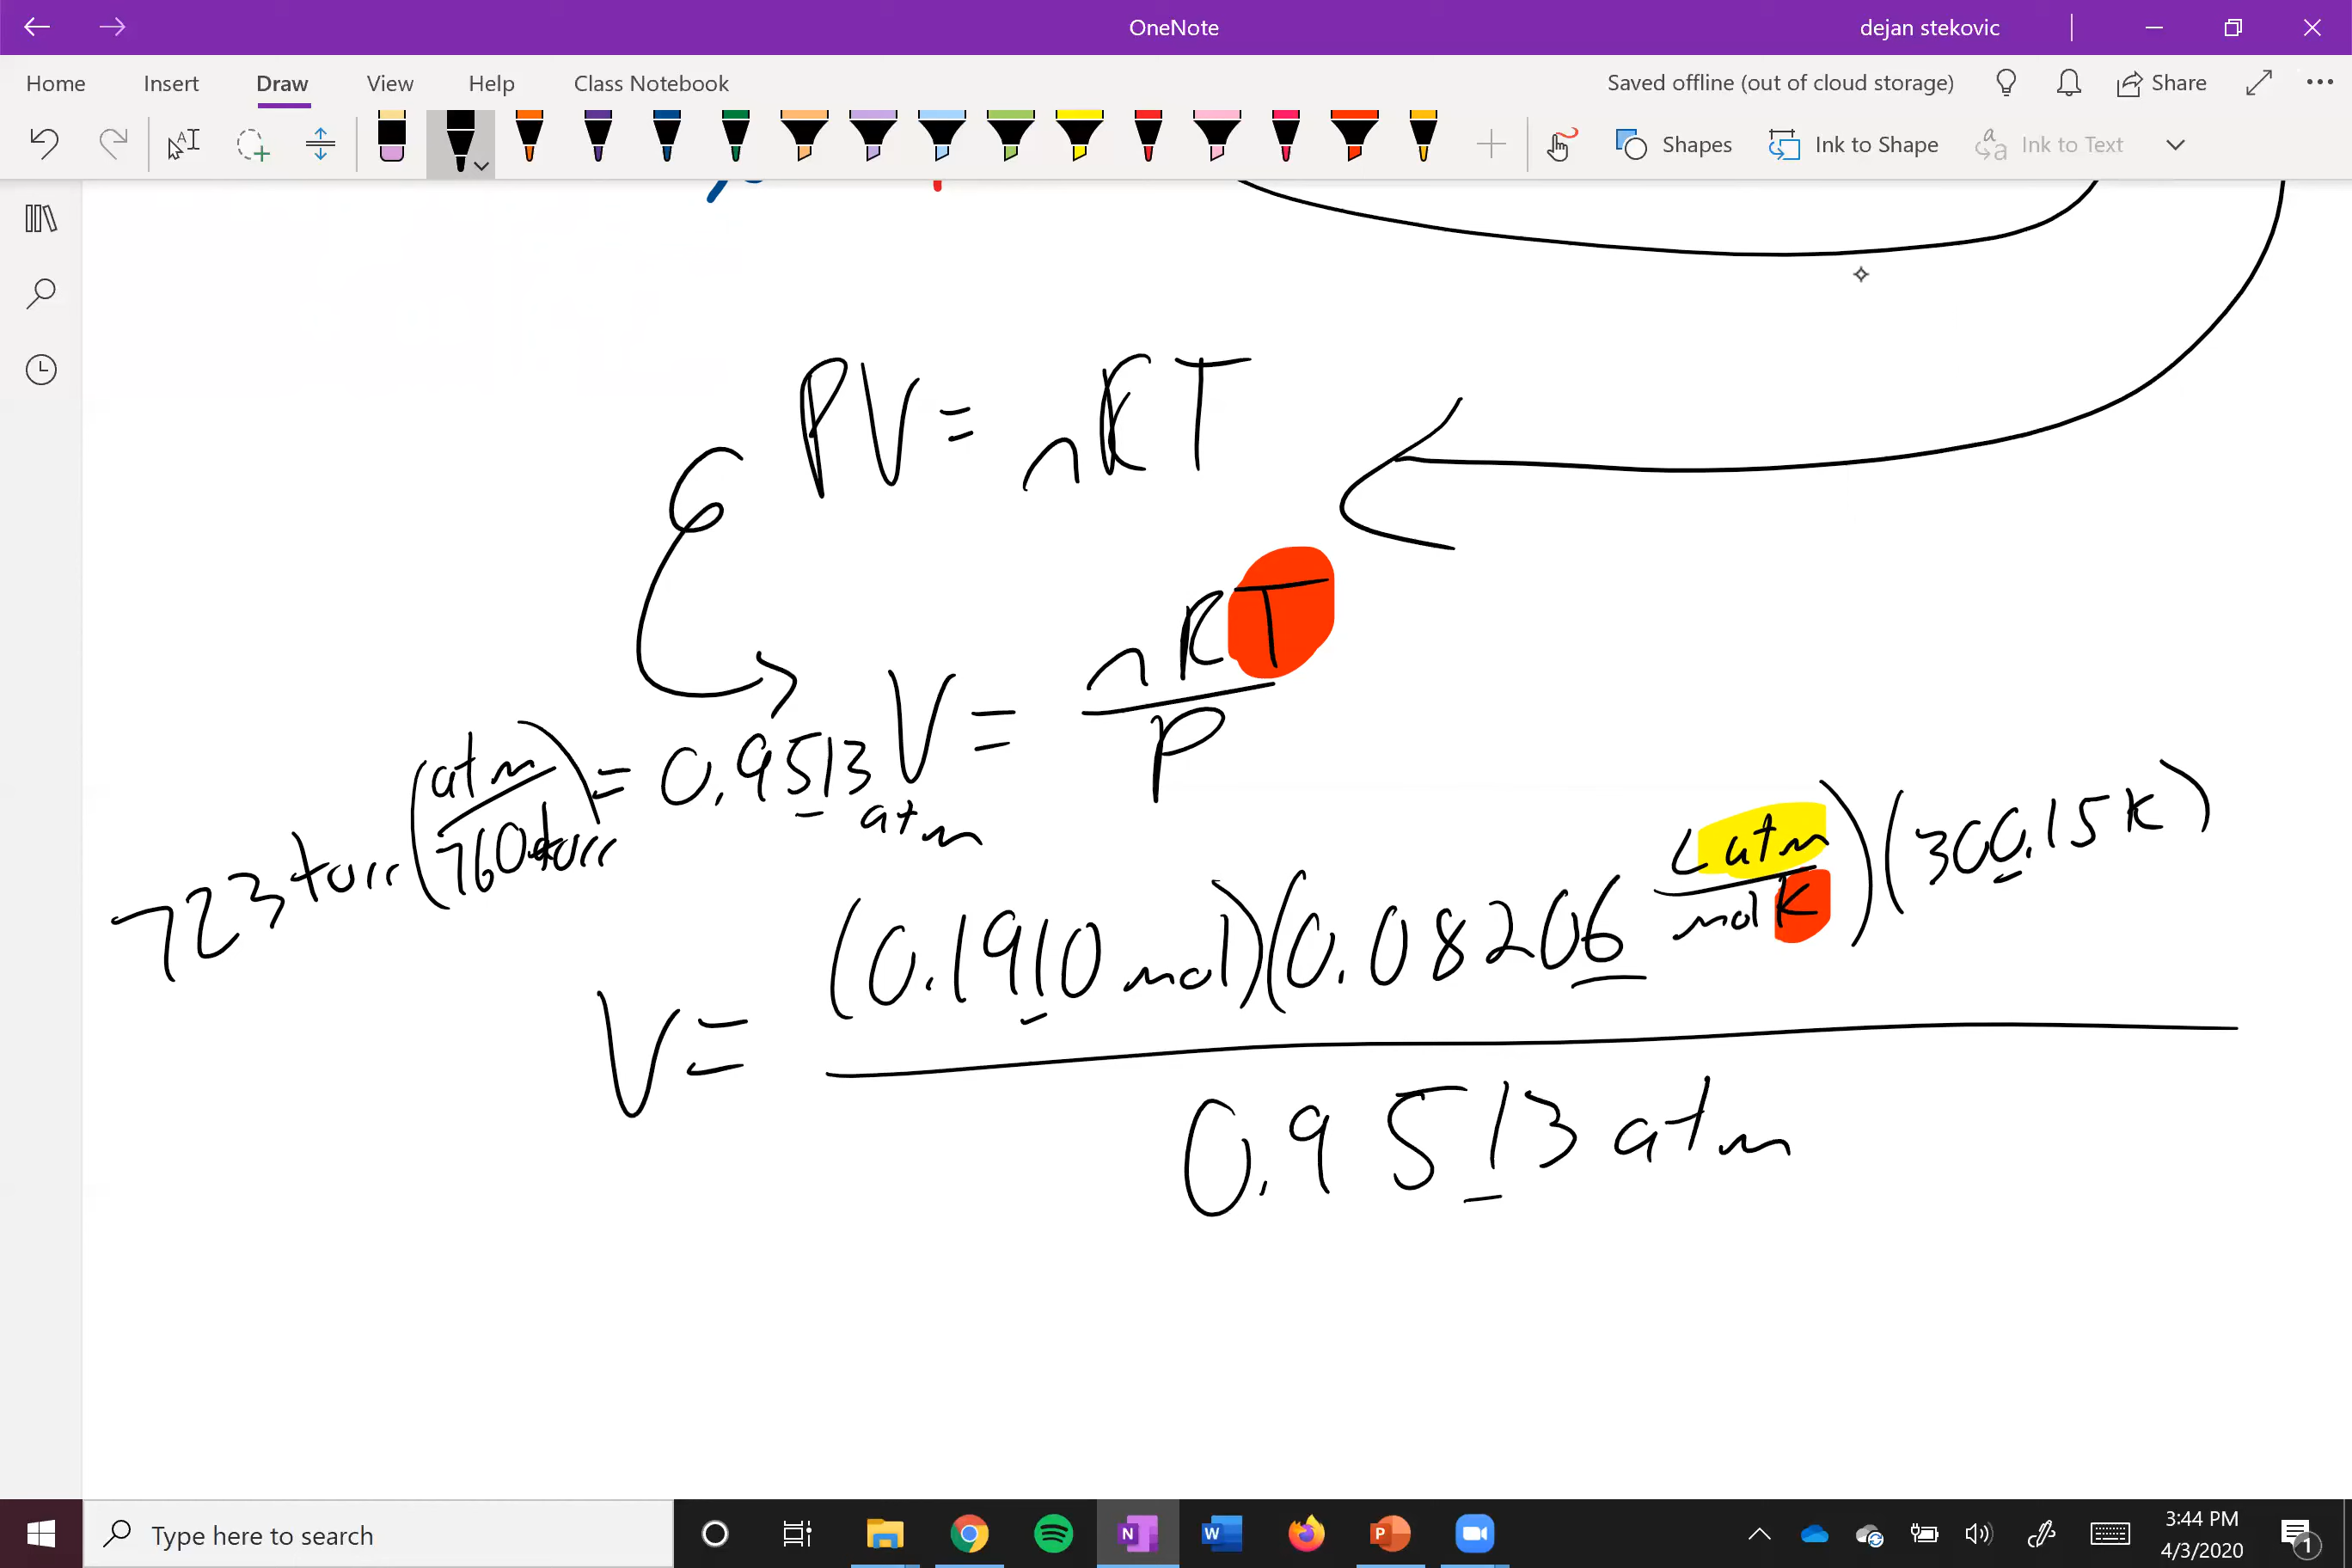 OneNote
dejan stekovic
Home Insert Draw View Help Class Notebook
Saved offline (out of cloud storage) Share
Shapes Ink to Shape Ink to Text
PV = nRT
V = nRT / P
723 torr (atm / 760 torr) = 0.9513 atm
V = (0.1910 mol)(0.08206 L atm / mol K)(300.15 K)
0.9513 atm
Type here to search
3:44 PM
4/3/2020
1